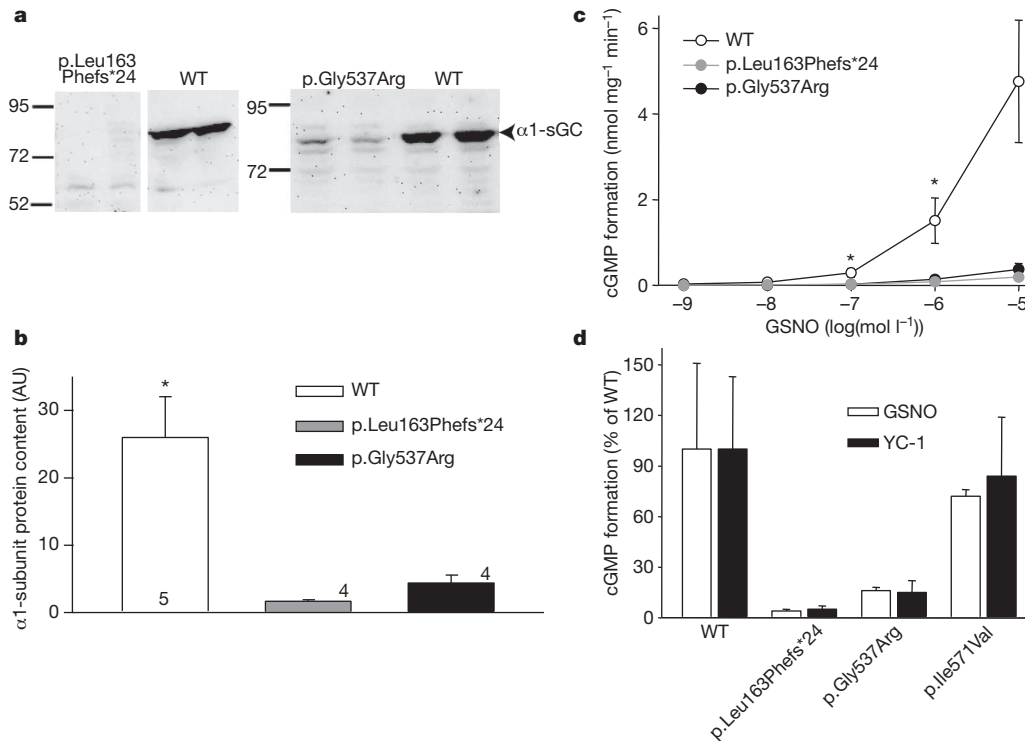 a
p.Leu163
Phefs*24
WT
95
72
52
p.Gly537Arg
WT
95
72
α1-sGC
b
α1-subunit protein content (AU)
30
20
10
0
*
5
4
4
WT
p.Leu163Phefs*24
p.Gly537Arg
c
cGMP formation (nmol mg⁻¹ min⁻¹)
6
4
2
0
WT
p.Leu163Phefs*24
p.Gly537Arg
*
*
–9
–8
–7
–6
–5
GSNO (log(mol l⁻¹))
d
cGMP formation (% of WT)
150
120
90
60
30
0
GSNO
YC-1
WT
p.Leu163Phefs*24
p.Gly537Arg
p.Ile571Val